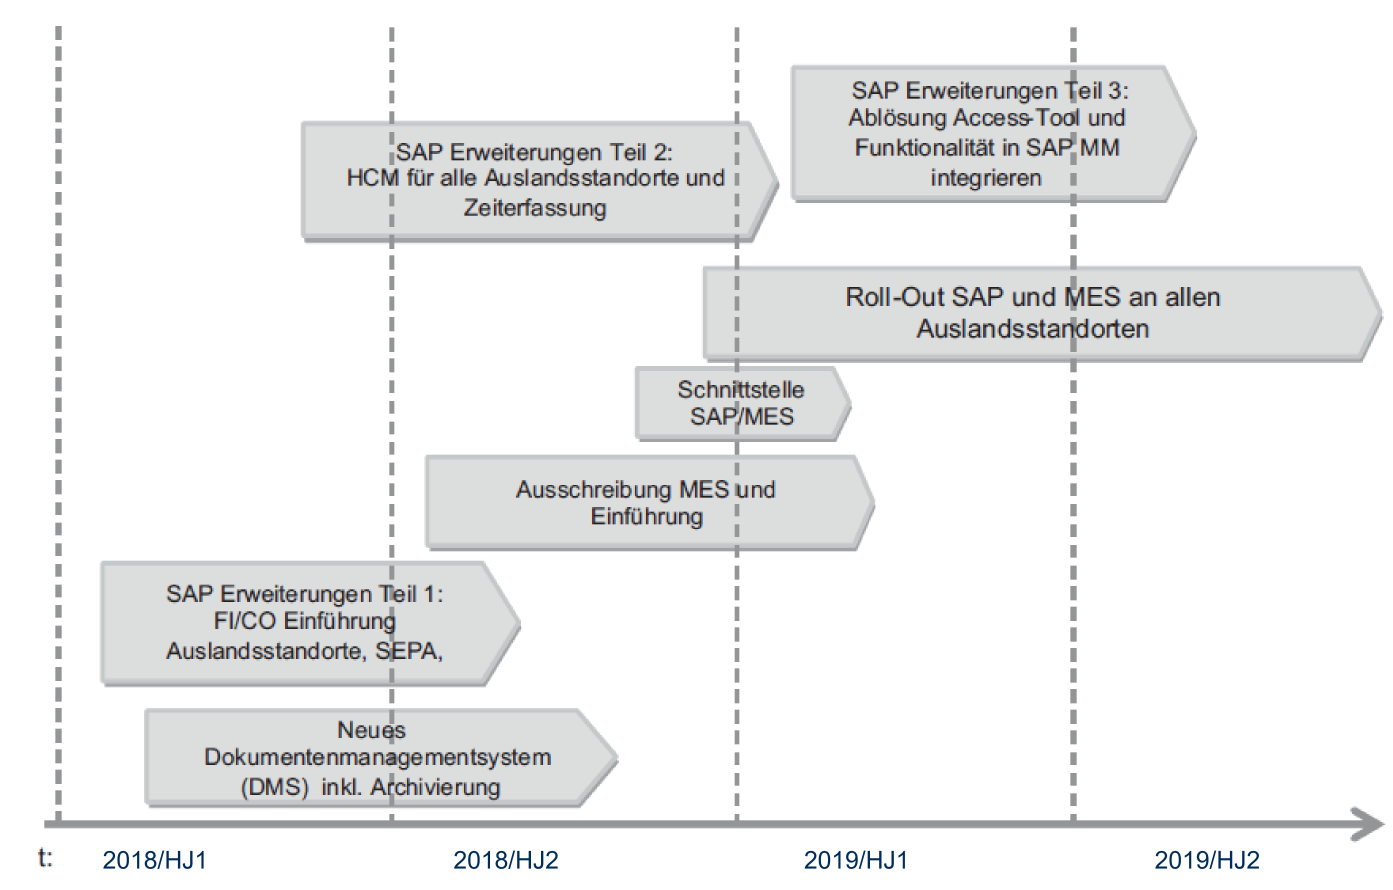 SAP Erweiterungen Teil 3:
Ablösung Access-Tool und
Funktionalität in SAP MM
integrieren
SAP Erweiterungen Teil 2:
HCM für alle Auslandsstandorte und
Zeiterfassung
Roll-Out SAP und MES an allen
Auslandsstandorten
Schnittstelle
SAP/MES
Ausschreibung MES und
Einführung
SAP Erweiterungen Teil 1:
FI/CO Einführung
Auslandsstandorte, SEPA,
Neues
Dokumentenmanagementsystem
(DMS) inkl. Archivierung
t: 2018/HJ1 2018/HJ2 2019/HJ1 2019/HJ2